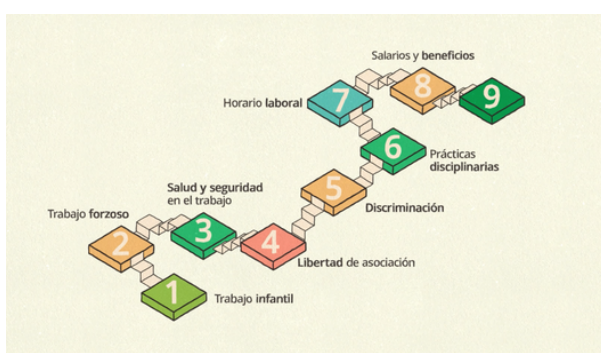 Salarios y beneficios
8
9
7
Horario laboral
6
Prácticas
disciplinarias
5
Discriminación
Salud y seguridad
en el trabajo
Trabajo forzoso
3
2
4
Libertad de asociación
1
Trabajo infantil